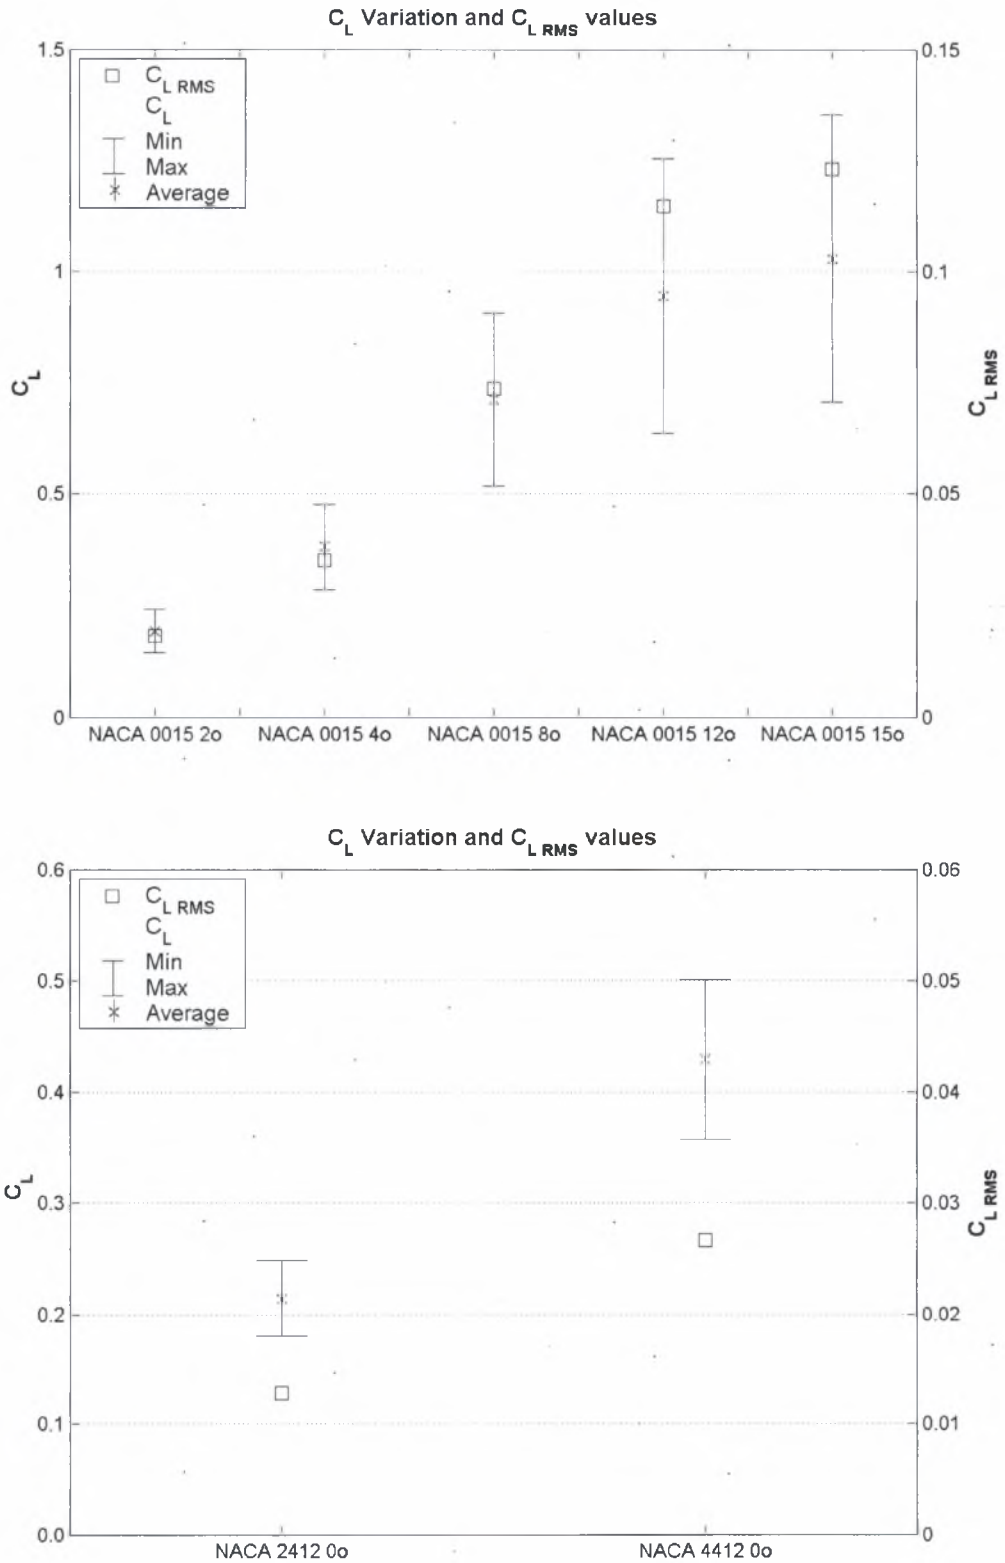 C_L Variation and C_L RMS values
1.5
0.15
C_L RMS
C_L
Min
Max
Average
1
0.1
C_L
C_L RMS
0.5
0.05
0
0
NACA 0015 2o
NACA 0015 4o
NACA 0015 8o
NACA 0015 12o
NACA 0015 15o
C_L Variation and C_L RMS values
0.6
0.06
C_L RMS
C_L
Min
Max
Average
0.5
0.05
0.4
0.04
C_L
C_L RMS
0.3
0.03
0.2
0.02
0.1
0.01
0.0
0
NACA 2412 0o
NACA 4412 0o